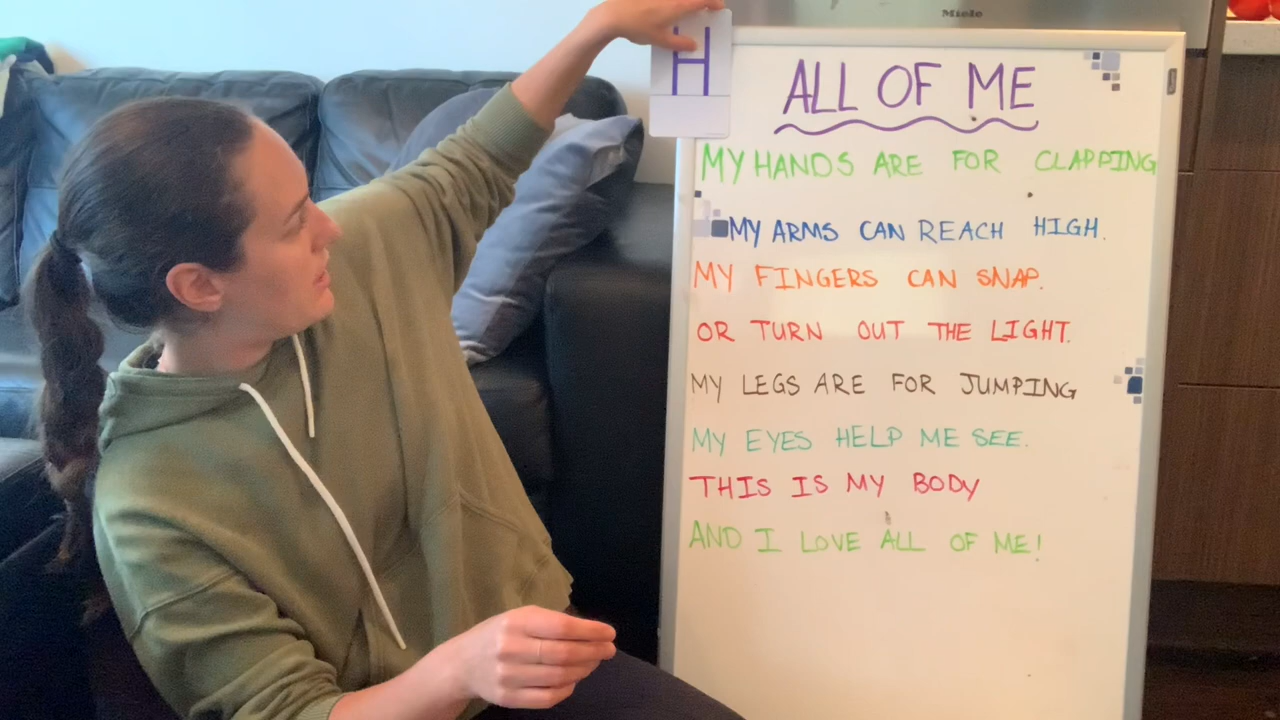 Miele
H
ALL OF ME
MY HANDS ARE FOR CLAPPING
MY ARMS CAN REACH HIGH.
MY FINGERS CAN SNAP.
OR TURN OUT THE LIGHT.
MY LEGS ARE FOR JUMPING
MY EYES HELP ME SEE.
THIS IS MY BODY
AND I LOVE ALL OF ME!